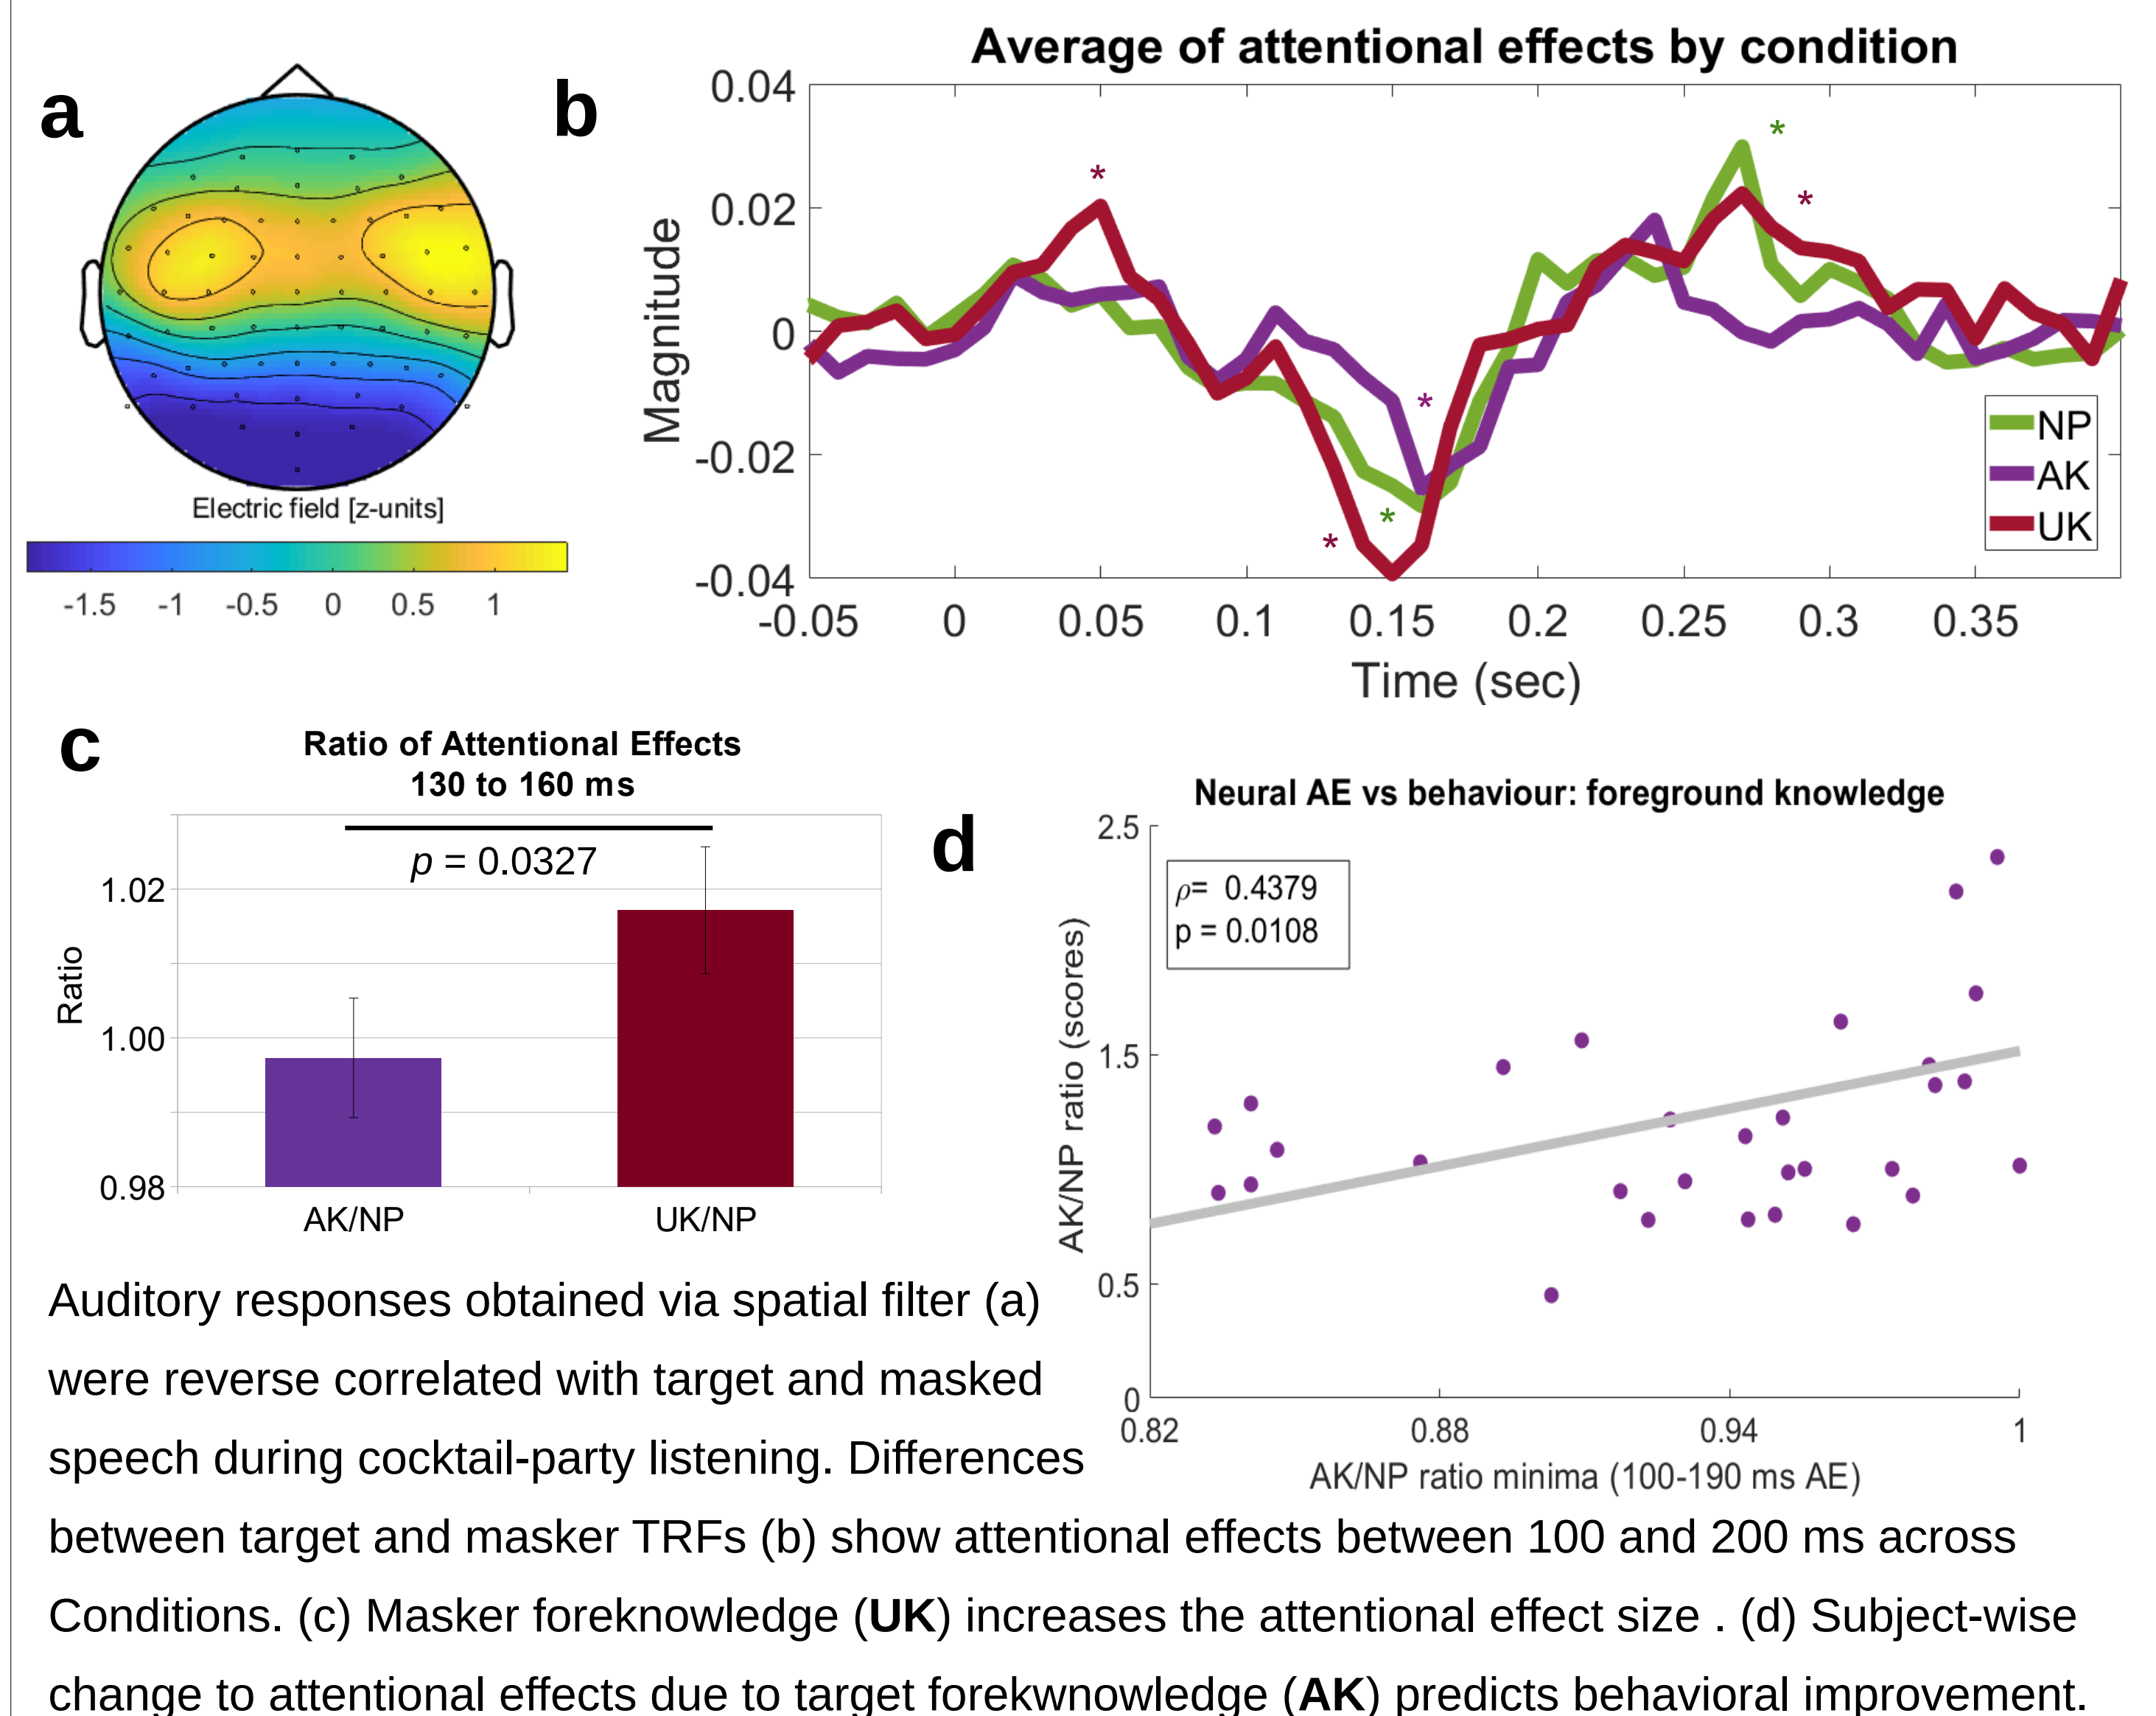 a
Electric field [z-units]
-1.5 -1 -0.5 0 0.5 1
b
Average of attentional effects by condition
0.04
0.02
0
-0.02
-0.04
Magnitude
* * * * * *
NP
AK
UK
-0.05 0 0.05 0.1 0.15 0.2 0.25 0.3 0.35
Time (sec)
c
Ratio of Attentional Effects
130 to 160 ms
p = 0.0327
1.02
1.00
0.98
Ratio
AK/NP UK/NP
d
Neural AE vs behaviour: foreground knowledge
ρ= 0.4379
p = 0.0108
2.5
1.5
0.5
0
AK/NP ratio (scores)
0.82 0.88 0.94 1
AK/NP ratio minima (100-190 ms AE)
Auditory responses obtained via spatial filter (a)
were reverse correlated with target and masked
speech during cocktail-party listening. Differences
between target and masker TRFs (b) show attentional effects between 100 and 200 ms across
Conditions. (c) Masker foreknowledge (UK) increases the attentional effect size . (d) Subject-wise
change to attentional effects due to target forekwnowledge (AK) predicts behavioral improvement.